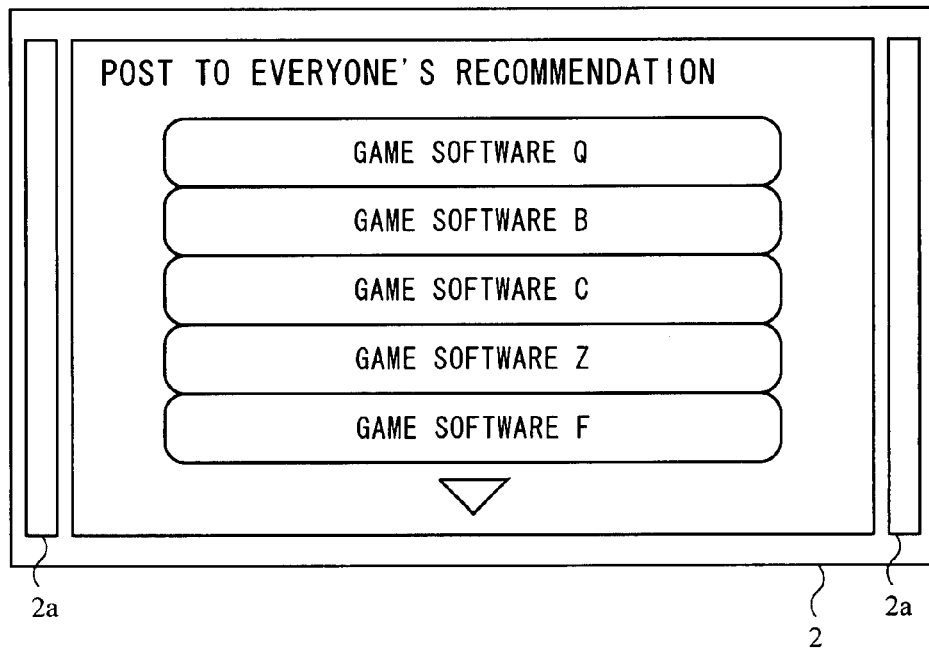 POST TO EVERYONE'S RECOMMENDATION
GAME SOFTWARE Q
GAME SOFTWARE B
GAME SOFTWARE C
GAME SOFTWARE Z
GAME SOFTWARE F
2a
2
2a